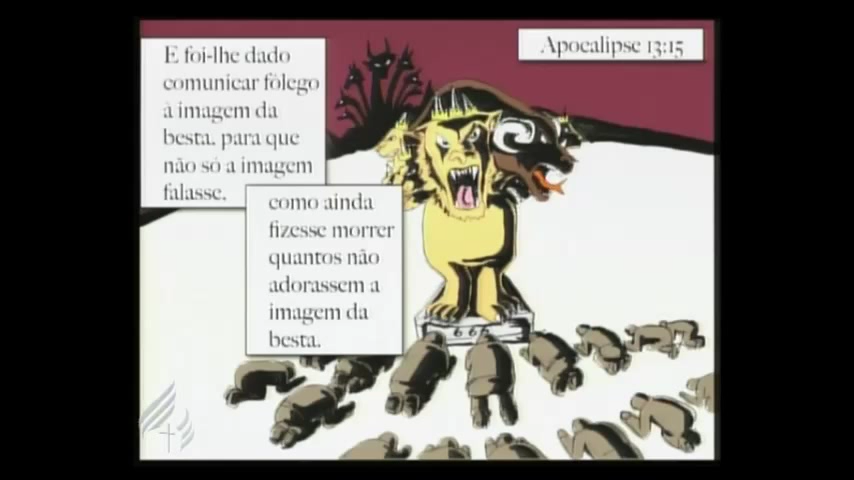 Apocalipse 13:15
E foi-lhe dado
comunicar fôlego
à imagem da
besta, para que
não só a imagem
falasse,
como ainda
fizesse morrer
quantos não
adorassem a
imagem da
besta.
666